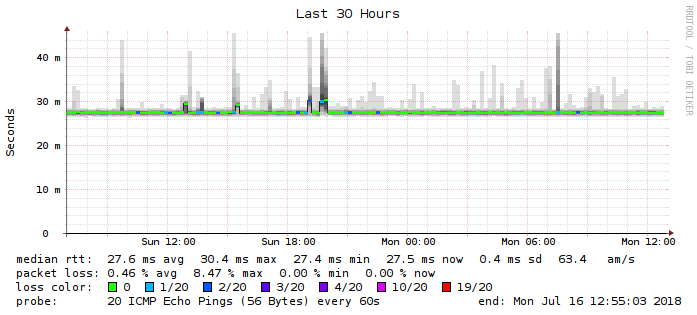 Last 30 Hours
RRDTOOL / TOBI OETIKER
Seconds
40 m
30 m
20 m
10 m
0
Sun 12:00 Sun 18:00 Mon 00:00 Mon 06:00 Mon 12:00
median rtt: 27.6 ms avg 30.4 ms max 27.4 ms min 27.5 ms now 0.4 ms sd 63.4 am/s
packet loss: 0.46 % avg 8.47 % max 0.00 % min 0.00 % now
loss color: 0 1/20 2/20 3/20 4/20 10/20 19/20
probe: 20 ICMP Echo Pings (56 Bytes) every 60s end: Mon Jul 16 12:55:03 2018